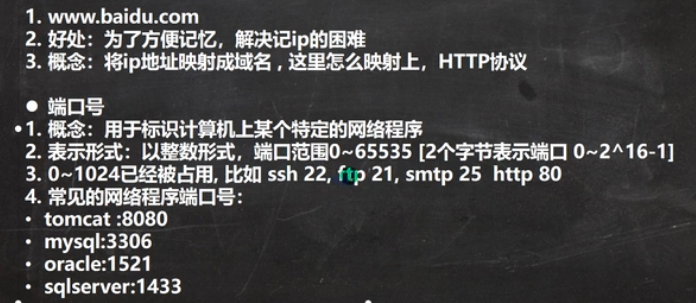 1. www.baidu.com
2. 好处：为了方便记忆，解决记ip的困难
3. 概念：将ip地址映射成域名 , 这里怎么映射上，HTTP协议
● 端口号
1. 概念：用于标识计算机上某个特定的网络程序
2. 表示形式：以整数形式，端口范围0~65535 [2个字节表示端口 0~2^16-1]
3. 0~1024已经被占用, 比如 ssh 22, ftp 21, smtp 25 http 80
4. 常见的网络程序端口号：
• tomcat :8080
• mysql:3306
• oracle:1521
• sqlserver:1433